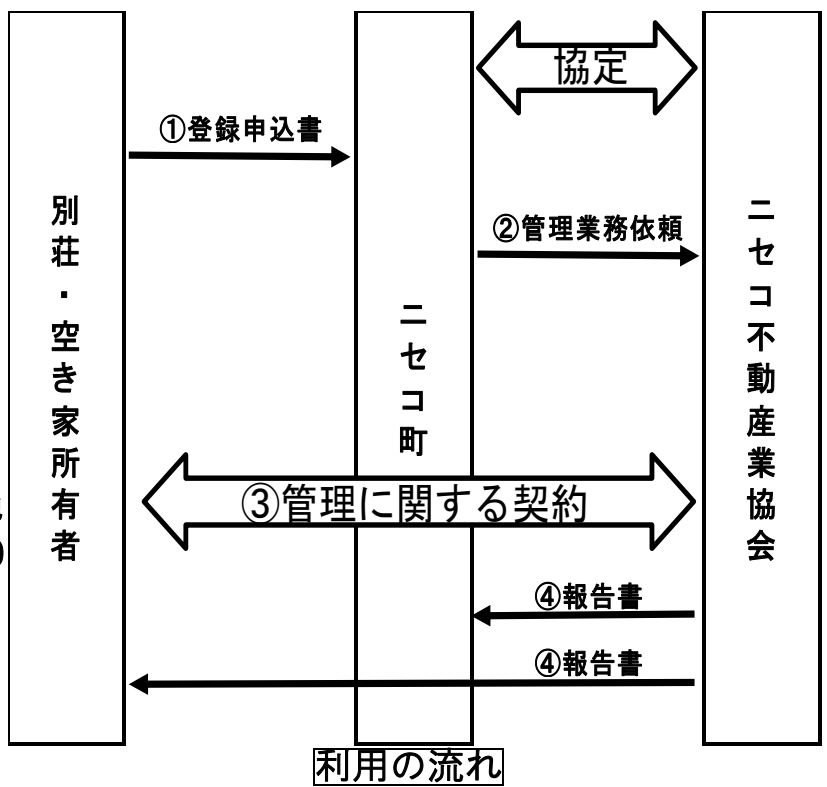 協定
①登録申込書
②管理業務依頼
別荘・空き家所有者
ニセコ町
ニセコ不動産業協会
③管理に関する契約
④報告書
④報告書
利用の流れ